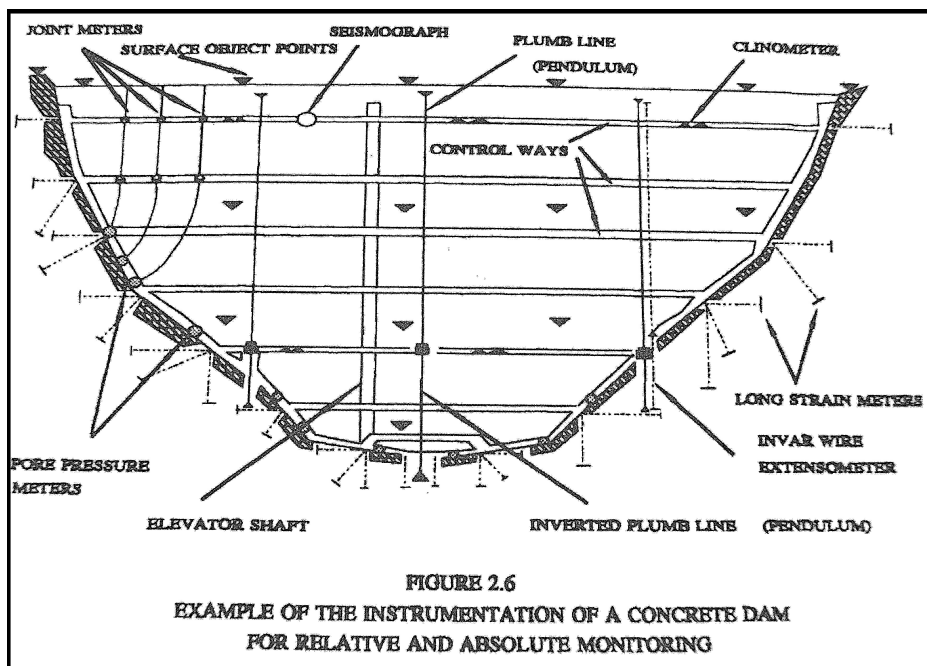 JOINT METERS
SURFACE OBJECT POINTS
SEISMOGRAPH
PLUMB LINE
(PENDULUM)
CLINOMETER
CONTROL WAYS
LONG STRAIN METERS
INVAR WIRE
EXTENSOMETER
PORE PRESSURE
METERS
ELEVATOR SHAFT
INVERTED PLUMB LINE (PENDULUM)
FIGURE 2.6
EXAMPLE OF THE INSTRUMENTATION OF A CONCRETE DAM
FOR RELATIVE AND ABSOLUTE MONITORING